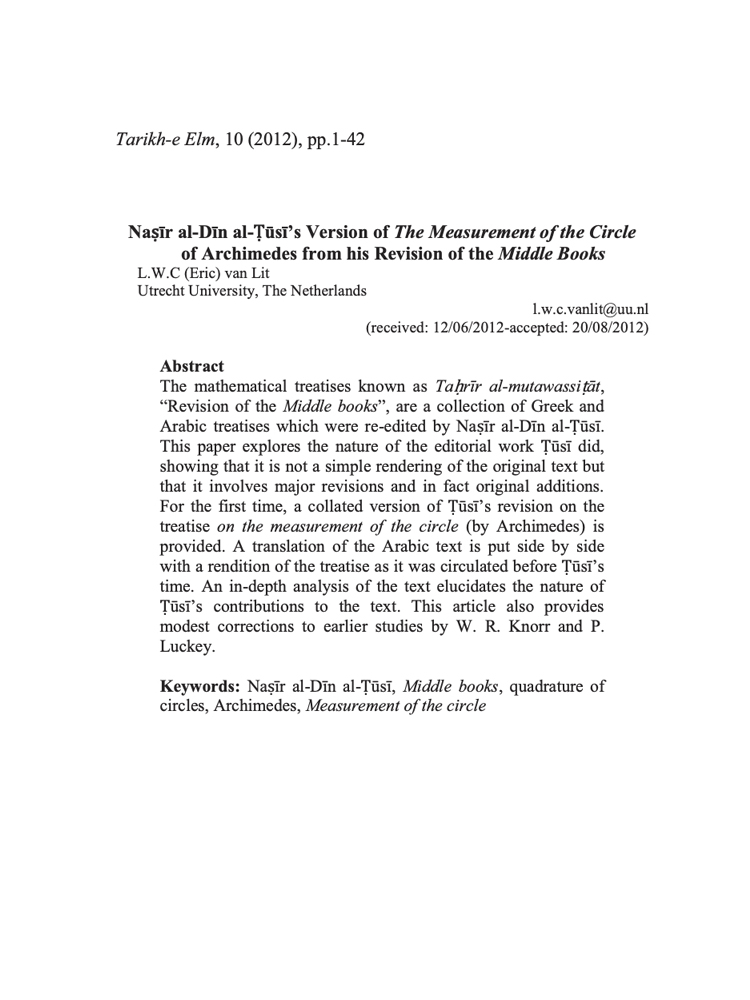 Tarikh-e Elm, 10 (2012), pp.1-42
Naṣīr al-Dīn al-Ṭūsī’s Version of The Measurement of the Circle
of Archimedes from his Revision of the Middle Books
L.W.C (Eric) van Lit
Utrecht University, The Netherlands
l.w.c.vanlit@uu.nl
(received: 12/06/2012-accepted: 20/08/2012)
Abstract
The mathematical treatises known as Taḥrīr al-mutawassiṭāt,
“Revision of the Middle books”, are a collection of Greek and
Arabic treatises which were re-edited by Naṣīr al-Dīn al-Ṭūsī.
This paper explores the nature of the editorial work Ṭūsī did,
showing that it is not a simple rendering of the original text but
that it involves major revisions and in fact original additions.
For the first time, a collated version of Ṭūsī’s revision on the
treatise on the measurement of the circle (by Archimedes) is
provided. A translation of the Arabic text is put side by side
with a rendition of the treatise as it was circulated before Ṭūsī’s
time. An in-depth analysis of the text elucidates the nature of
Ṭūsī’s contributions to the text. This article also provides
modest corrections to earlier studies by W. R. Knorr and P.
Luckey.
Keywords: Naṣīr al-Dīn al-Ṭūsī, Middle books, quadrature of
circles, Archimedes, Measurement of the circle